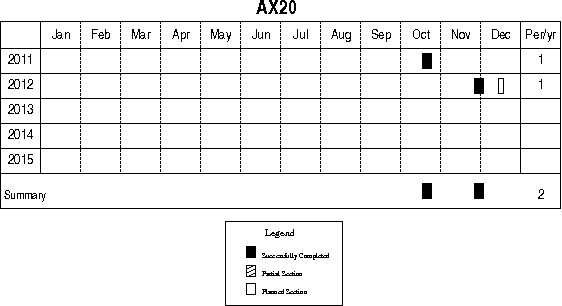 AX20
Jan Feb Mar Apr May Jun Jul Aug Sep Oct Nov Dec Per/yr
2011 1
2012 1
2013
2014
2015
Summary 2
Legend
Successfully Completed
Partial Section
Planned Section